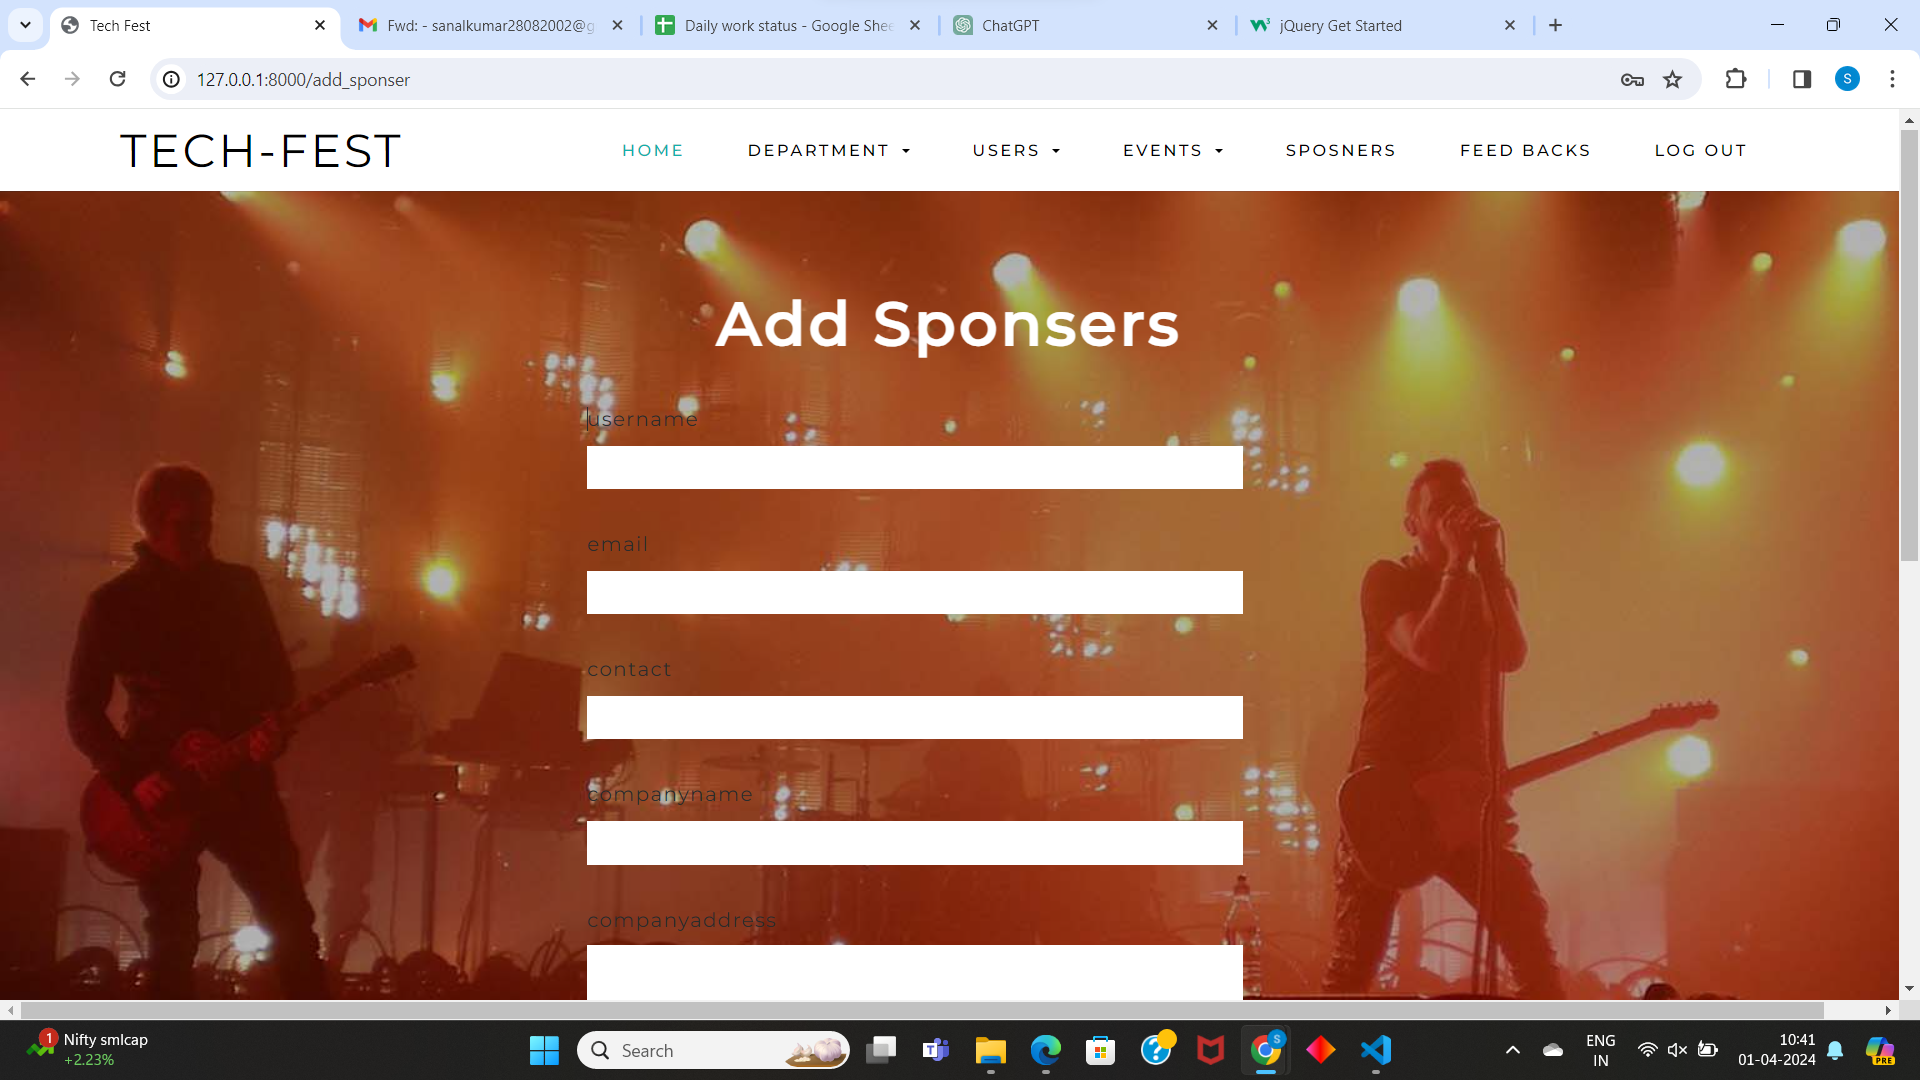 Tech Fest
Fwd: - sanalkumar28082002@g
Daily work status - Google Shee
ChatGPT
jQuery Get Started
127.0.0.1:8000/add_sponser
S
TECH-FEST
HOME
DEPARTMENT
USERS
EVENTS
SPOSNERS
FEED BACKS
LOG OUT
Add Sponsers
username
email
contact
companyname
companyaddress
1
Nifty smlcap
+2.23%
Search
S
ENG
IN
10:41
01-04-2024
PRE